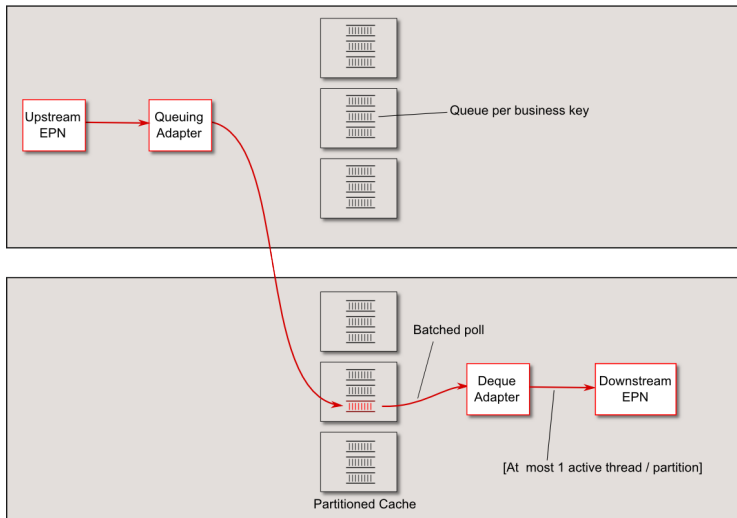 Upstream
EPN
Queuing
Adapter
Queue per business key
Batched poll
Deque
Adapter
Downstream
EPN
[At most 1 active thread / partition]
Partitioned Cache